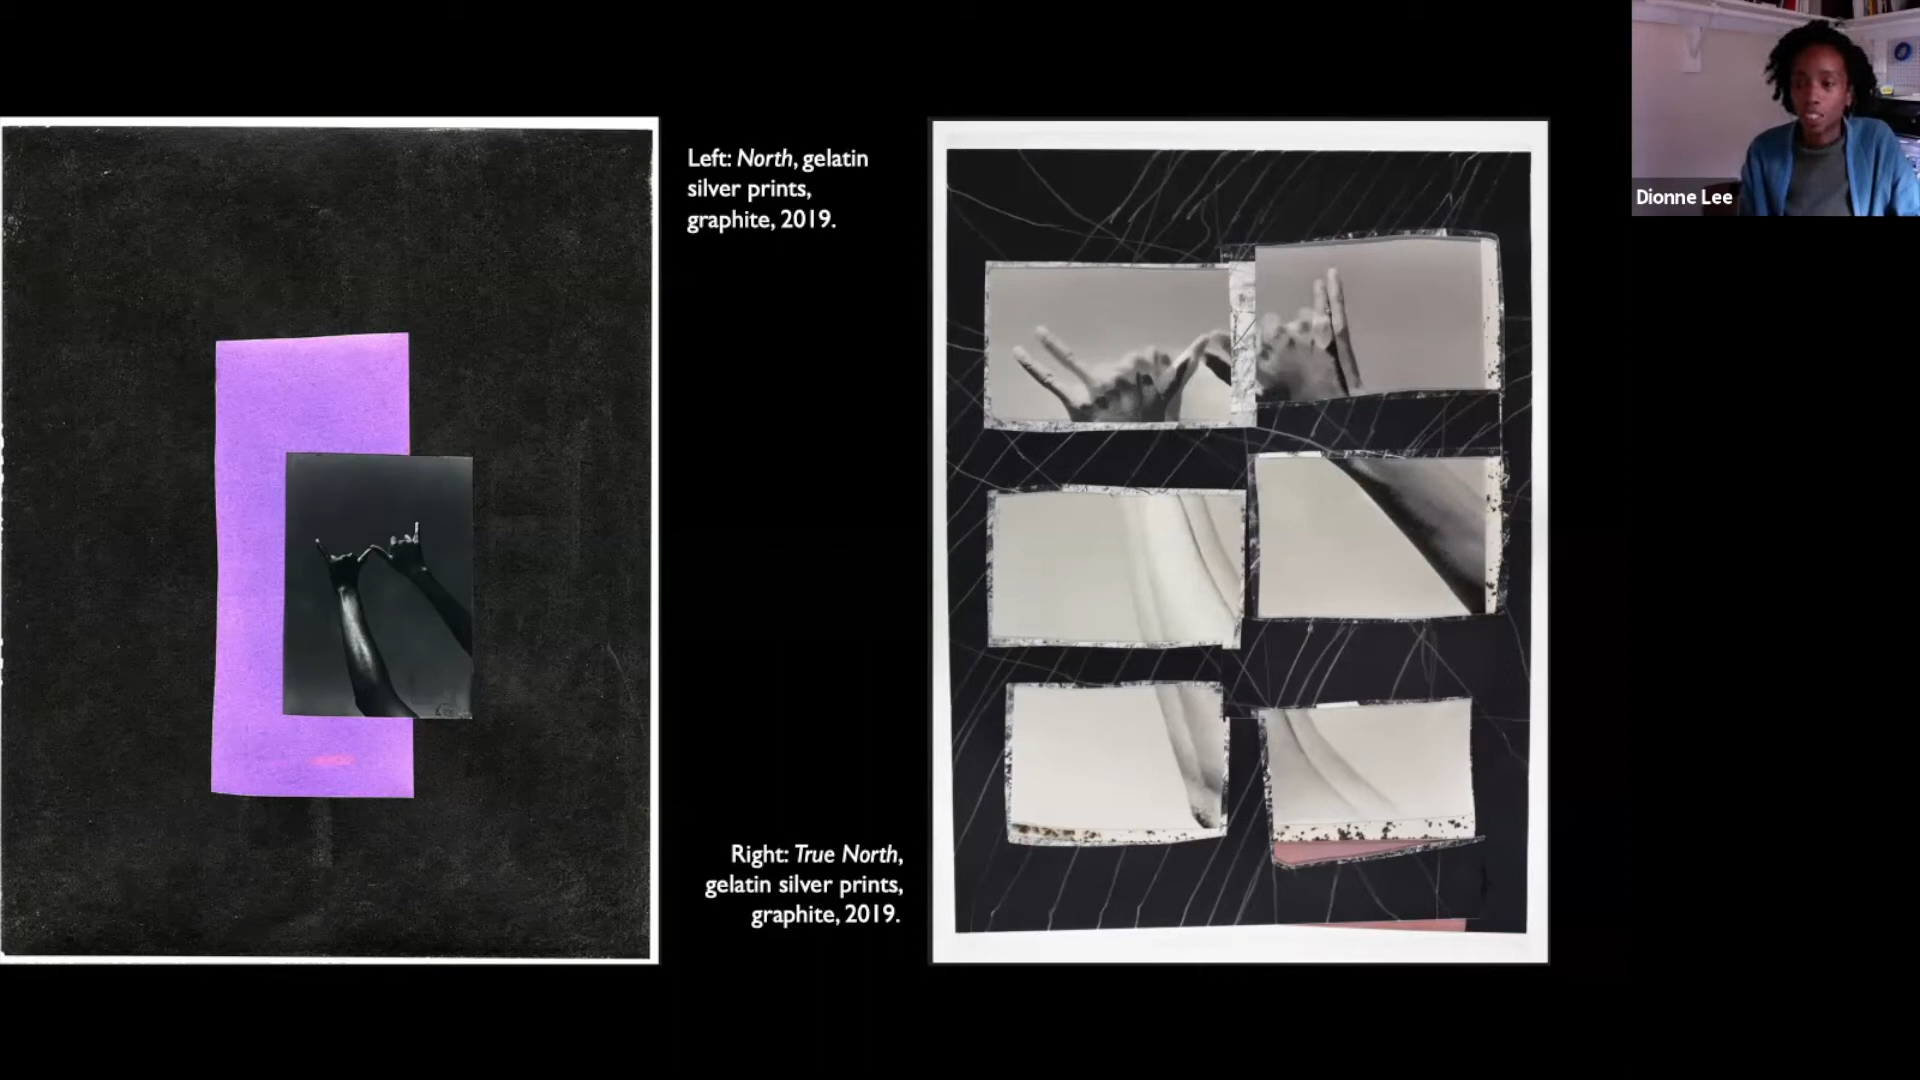 Left: North, gelatin
silver prints,
graphite, 2019.
Right: True North,
gelatin silver prints,
graphite, 2019.
Dionne Lee